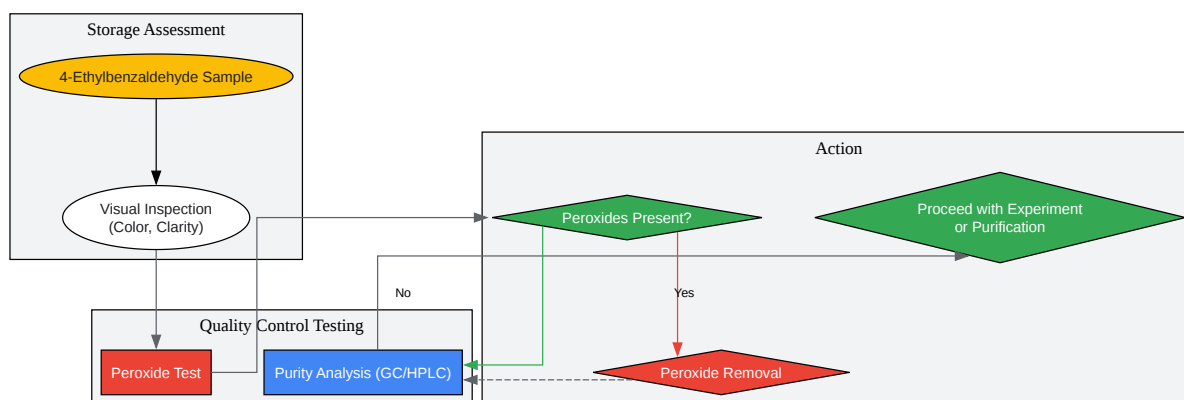 Storage Assessment
4-Ethylbenzaldehyde Sample
Visual Inspection
(Color, Clarity)
Action
Peroxides Present?
Proceed with Experiment
or Purification
No
Yes
Quality Control Testing
Peroxide Test
Purity Analysis (GC/HPLC)
Peroxide Removal